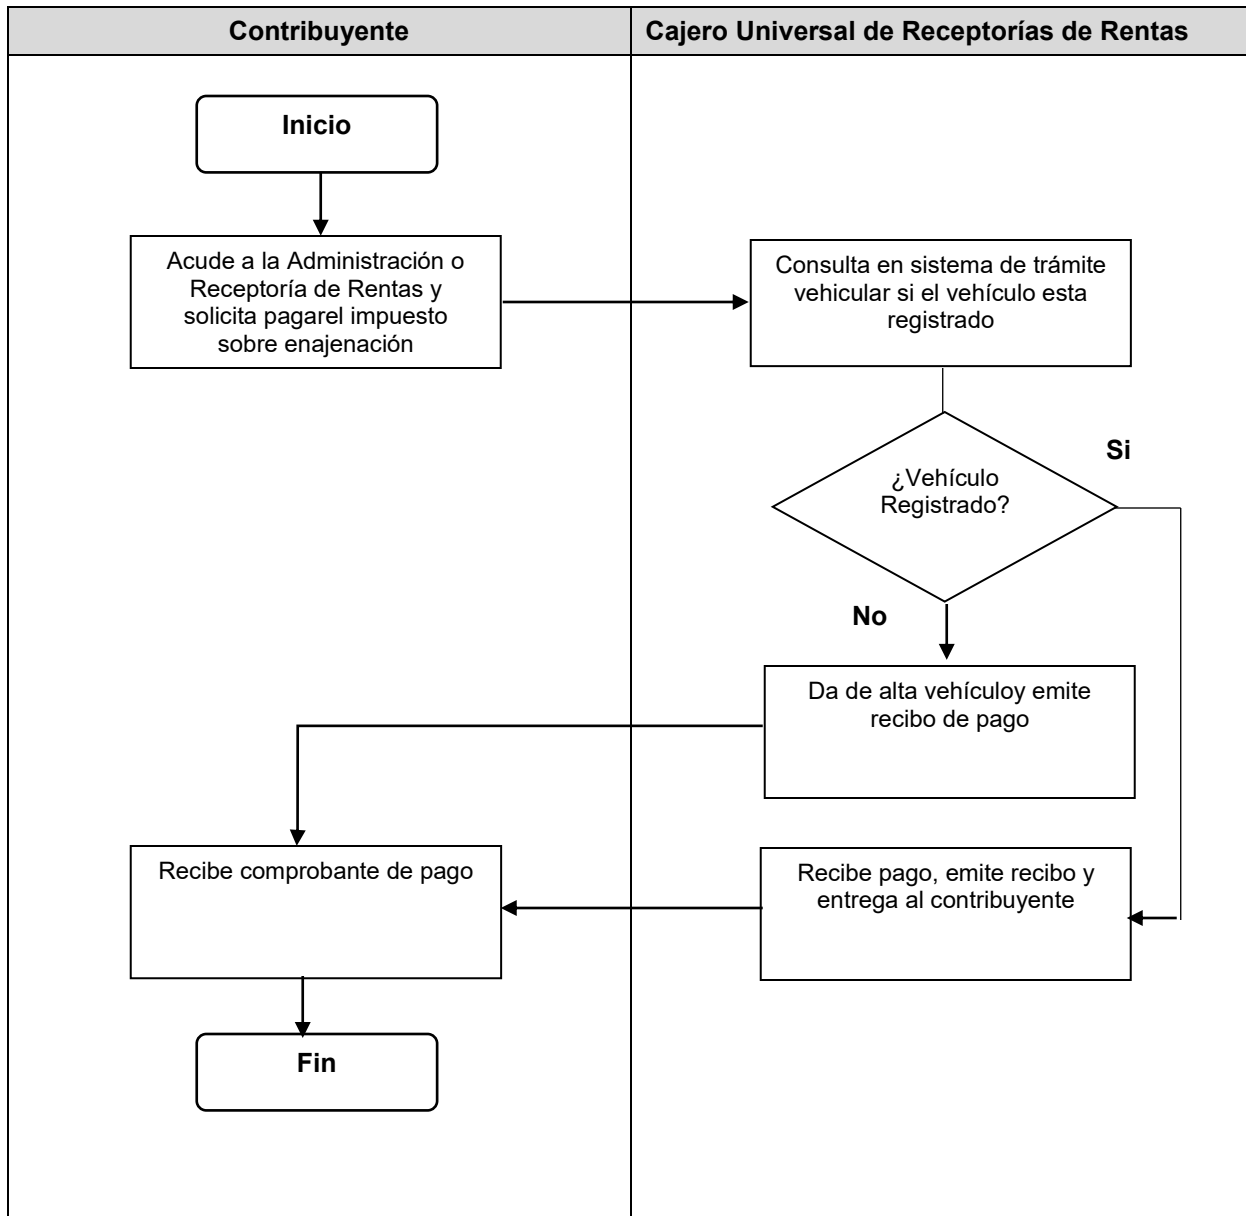 Contribuyente
Cajero Universal de Receptorías de Rentas
Inicio
Acude a la Administración o
Receptoría de Rentas y
solicita pagarel impuesto
sobre enajenación
Consulta en sistema de trámite
vehicular si el vehículo esta
registrado
¿Vehículo
Registrado?
Si
No
Da de alta vehículoy emite
recibo de pago
Recibe comprobante de pago
Recibe pago, emite recibo y
entrega al contribuyente
Fin